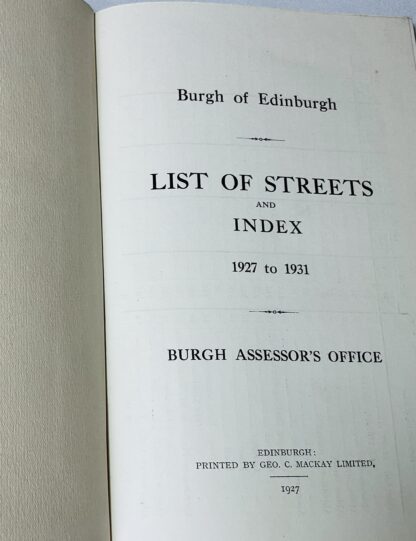 Burgh of Edinburgh
LIST OF STREETS
AND
INDEX
1927 to 1931
BURGH ASSESSOR'S OFFICE
EDINBURGH:
PRINTED BY GEO. C. MACKAY LIMITED,
1927